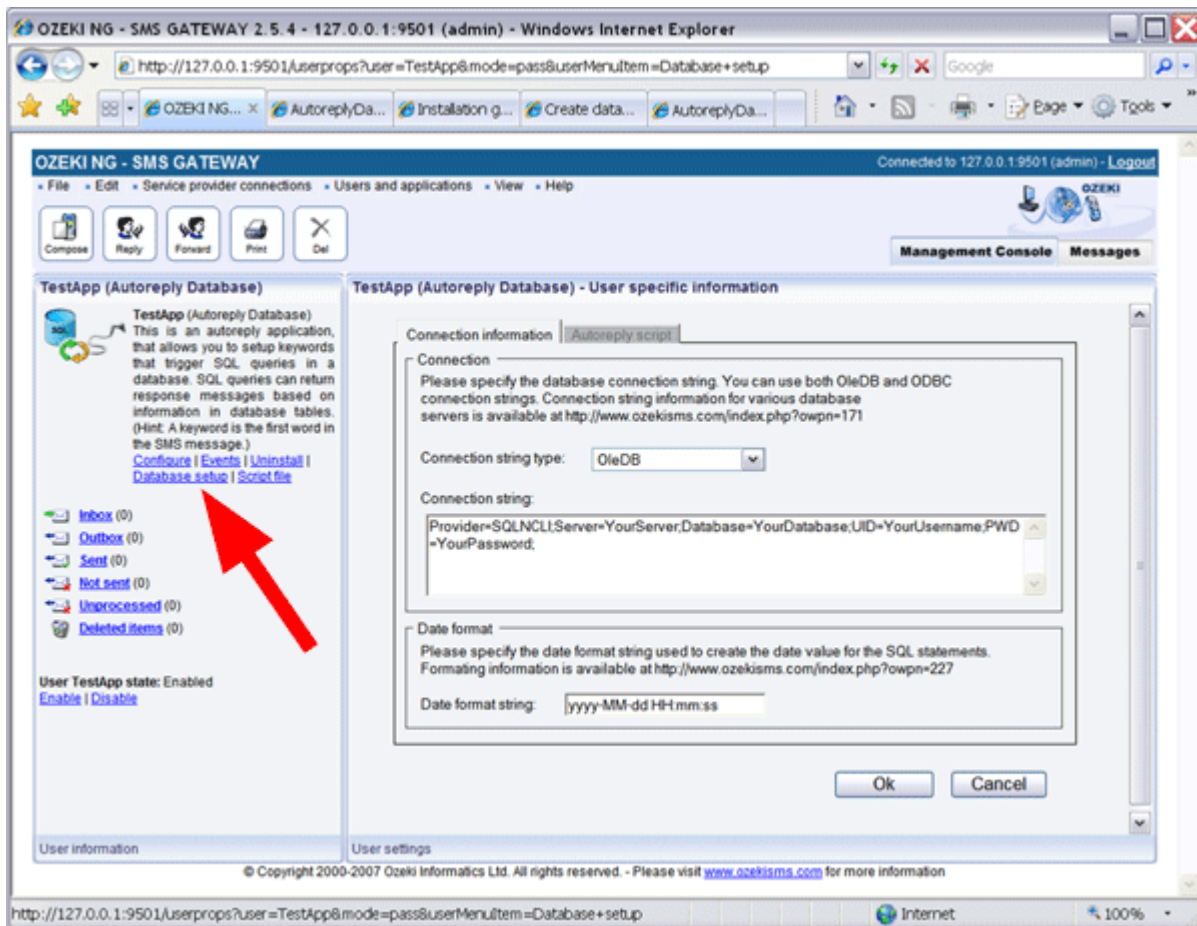 OZEKI NG - SMS GATEWAY 2.5.4 - 127.0.0.1:9501 (admin) - Windows Internet Explorer
http://127.0.0.1:9501/userprops?user=TestApp&mode=pass&userMenuItem=Database+setup
Google
OZEKI NG...
AutoreplyDa...
Installation g...
Create data...
AutoreplyDa...
Page
Tools
OZEKI NG - SMS GATEWAY
Connected to 127.0.0.1:9501 (admin) - Logout
File Edit Service provider connections Users and applications View Help
OZEKI
Compose Reply Forward Print Del
Management Console Messages
TestApp (Autoreply Database)
TestApp (Autoreply Database)
This is an autoreply application,
that allows you to setup keywords
that trigger SQL queries in a
database. SQL queries can return
response messages based on
information in database tables.
(Hint: A keyword is the first word in
the SMS message.)
Configure | Events | Uninstall |
Database setup | Script file
SQL
Inbox (0)
Outbox (0)
Sent (0)
Not sent (0)
Unprocessed (0)
Deleted items (0)
User TestApp state: Enabled
Enable | Disable
User information
TestApp (Autoreply Database) - User specific information
Connection information Autoreply script
Connection
Please specify the database connection string. You can use both OleDB and ODBC
connection strings. Connection string information for various database
servers is available at http://www.ozekisms.com/index.php?owpn=171
Connection string type: OleDB
Connection string:
Provider=SQLNCLI;Server=YourServer;Database=YourDatabase;UID=YourUsername;PWD
=YourPassword;
Date format
Please specify the date format string used to create the date value for the SQL statements.
Formating information is available at http://www.ozekisms.com/index.php?owpn=227
Date format string: yyyy-MM-dd HH:mm:ss
Ok Cancel
User settings
© Copyright 2000-2007 Ozeki Informatics Ltd. All rights reserved. - Please visit www.ozekisms.com for more information
http://127.0.0.1:9501/userprops?user=TestApp&mode=pass&userMenuItem=Database+setup
Internet
100%